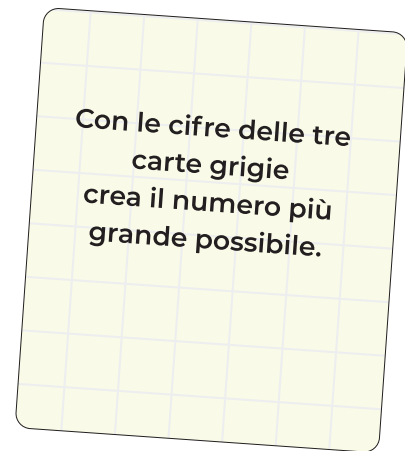 Con le cifre delle tre
carte grigie
crea il numero più
grande possibile.